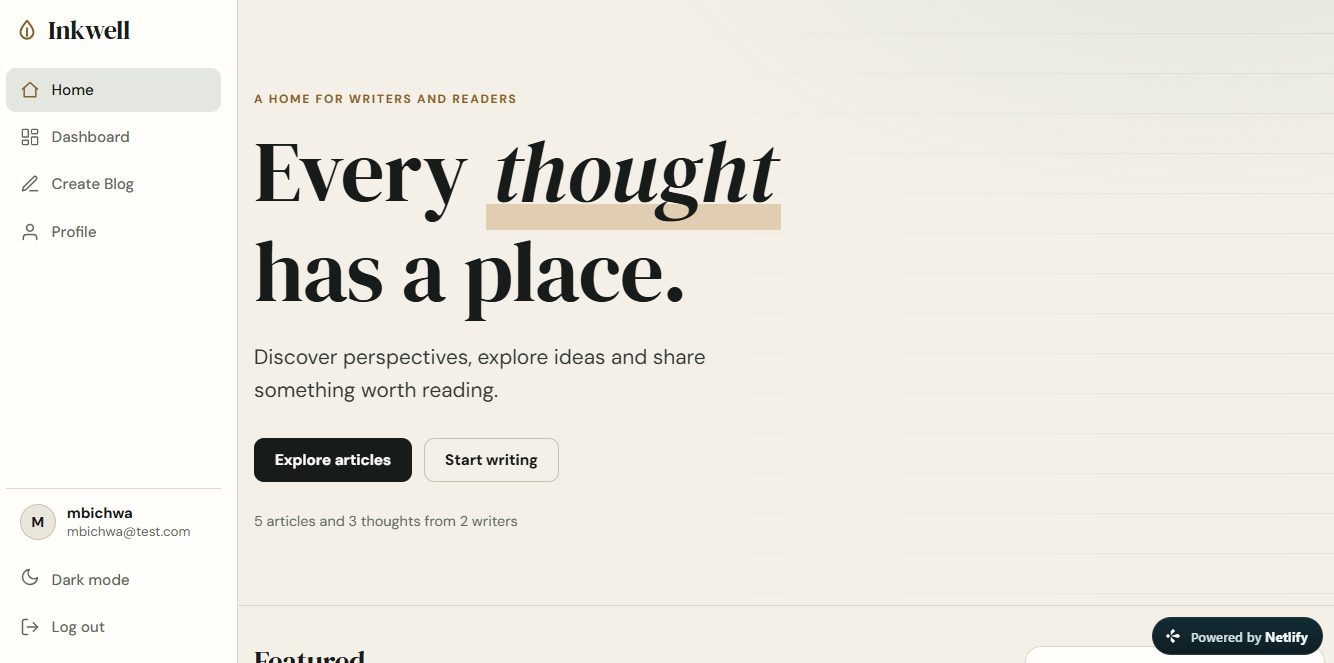 Inkwell
Home
Dashboard
Create Blog
Profile
M
mbichwa
mbichwa@test.com
Dark mode
Log out
A HOME FOR WRITERS AND READERS
Every thought
has a place.
Discover perspectives, explore ideas and share
something worth reading.
Explore articles
Start writing
5 articles and 3 thoughts from 2 writers
Featured
Powered by Netlify